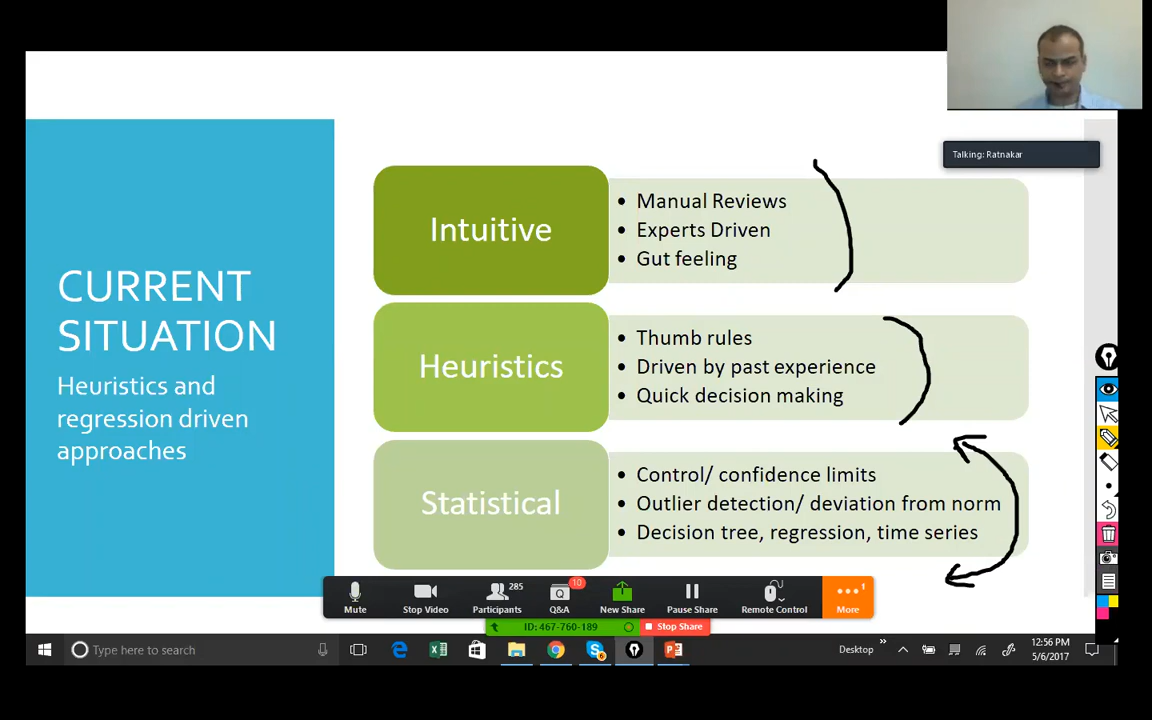 Talking: Ratnakar
CURRENT
SITUATION
Heuristics and
regression driven
approaches
Intuitive
• Manual Reviews
• Experts Driven
• Gut feeling
Heuristics
• Thumb rules
• Driven by past experience
• Quick decision making
Statistical
• Control/ confidence limits
• Outlier detection/ deviation from norm
• Decision tree, regression, time series
Mute
Stop Video
285
Participants
10
Q&A
New Share
Pause Share
Remote Control
1
More
ID: 467-760-189
Stop Share
Type here to search
6
Desktop
12:56 PM
5/6/2017